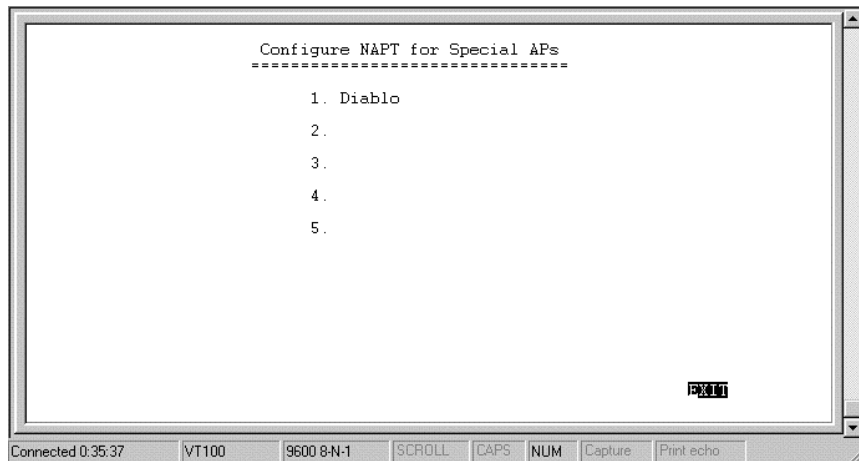 Configure NAPT for Special APs
================================
1. Diablo
2.
3.
4.
5.
EXIT
Connected 0:35:37 VT100 9600 8-N-1 SCROLL CAPS NUM Capture Print echo